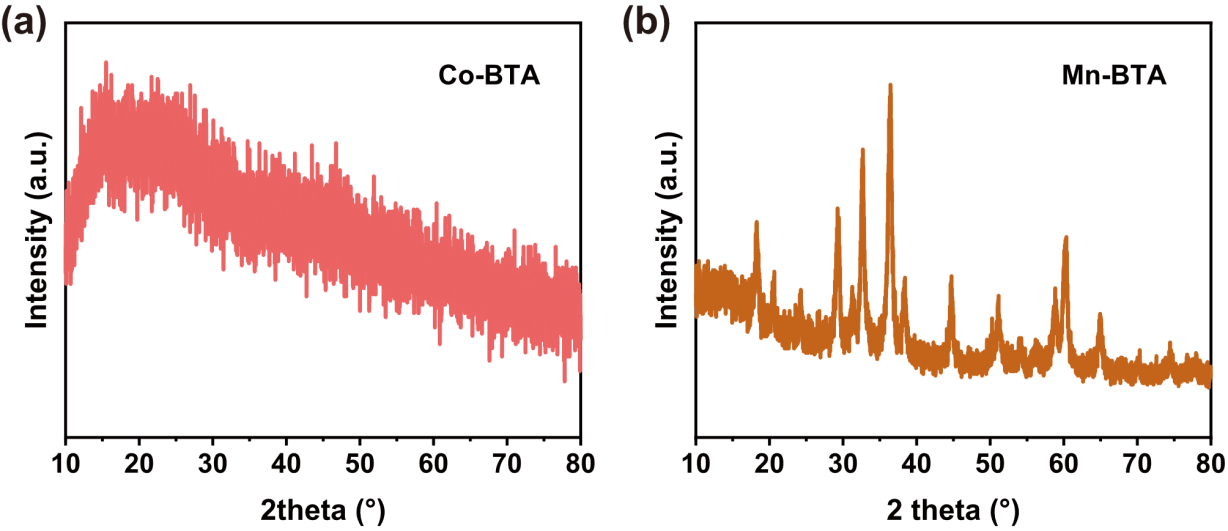 (a)
Co-BTA
Intensity (a.u.)
10 20 30 40 50 60 70 80
2theta (°)
(b)
Mn-BTA
Intensity (a.u.)
10 20 30 40 50 60 70 80
2 theta (°)